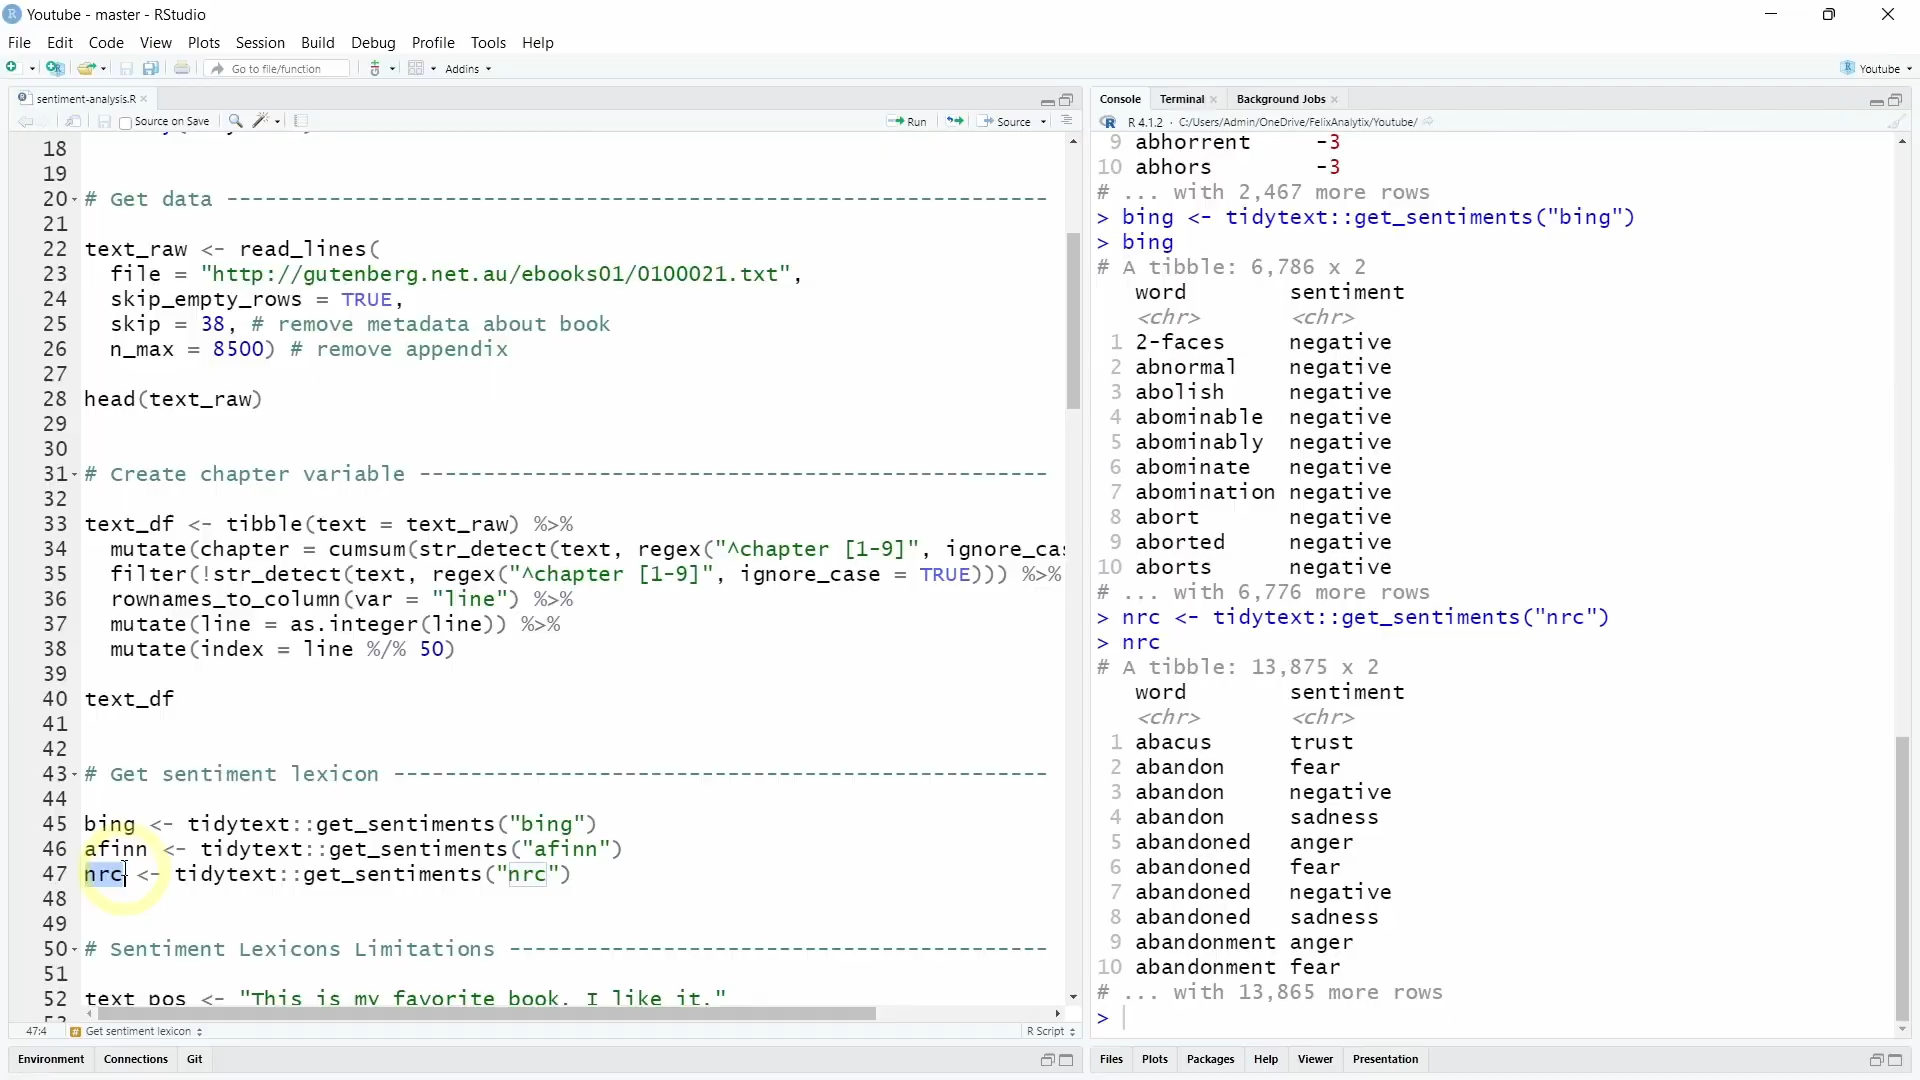 Youtube - master - RStudio
File Edit Code View Plots Session Build Debug Profile Tools Help
Go to file/function Addins Youtube
sentiment-analysis.R
Source on Save Run Source
18
19
20 # Get data ----------------------------------------------------------------
21
22 text_raw <- read_lines(
23 file = "http://gutenberg.net.au/ebooks01/0100021.txt",
24 skip_empty_rows = TRUE,
25 skip = 38, # remove metadata about book
26 n_max = 8500) # remove appendix
27
28 head(text_raw)
29
30
31 # Create chapter variable -------------------------------------------------
32
33 text_df <- tibble(text = text_raw) %>%
34 mutate(chapter = cumsum(str_detect(text, regex("^chapter [1-9]", ignore_cas
35 filter(!str_detect(text, regex("^chapter [1-9]", ignore_case = TRUE))) %>%
36 rownames_to_column(var = "line") %>%
37 mutate(line = as.integer(line)) %>%
38 mutate(index = line %/% 50)
39
40 text_df
41
42
43 # Get sentiment lexicon ---------------------------------------------------
44
45 bing <- tidytext::get_sentiments("bing")
46 afinn <- tidytext::get_sentiments("afinn")
47 nrc <- tidytext::get_sentiments("nrc")
48
49
50 # Sentiment Lexicons Limitations ------------------------------------------
51
52 text_pos <- "This is my favorite book. I like it."
47:4 # Get sentiment lexicon R Script
Environment Connections Git
Console Terminal Background Jobs
R 4.1.2 · C:/Users/Admin/OneDrive/FelixAnalytix/Youtube/
9 abhorrent -3
10 abhors -3
# ... with 2,467 more rows
> bing <- tidytext::get_sentiments("bing")
> bing
# A tibble: 6,786 x 2
word sentiment
<chr> <chr>
1 2-faces negative
2 abnormal negative
3 abolish negative
4 abominable negative
5 abominably negative
6 abominate negative
7 abomination negative
8 abort negative
9 aborted negative
10 aborts negative
# ... with 6,776 more rows
> nrc <- tidytext::get_sentiments("nrc")
> nrc
# A tibble: 13,875 x 2
word sentiment
<chr> <chr>
1 abacus trust
2 abandon fear
3 abandon negative
4 abandon sadness
5 abandoned anger
6 abandoned fear
7 abandoned negative
8 abandoned sadness
9 abandonment anger
10 abandonment fear
# ... with 13,865 more rows
>
Files Plots Packages Help Viewer Presentation